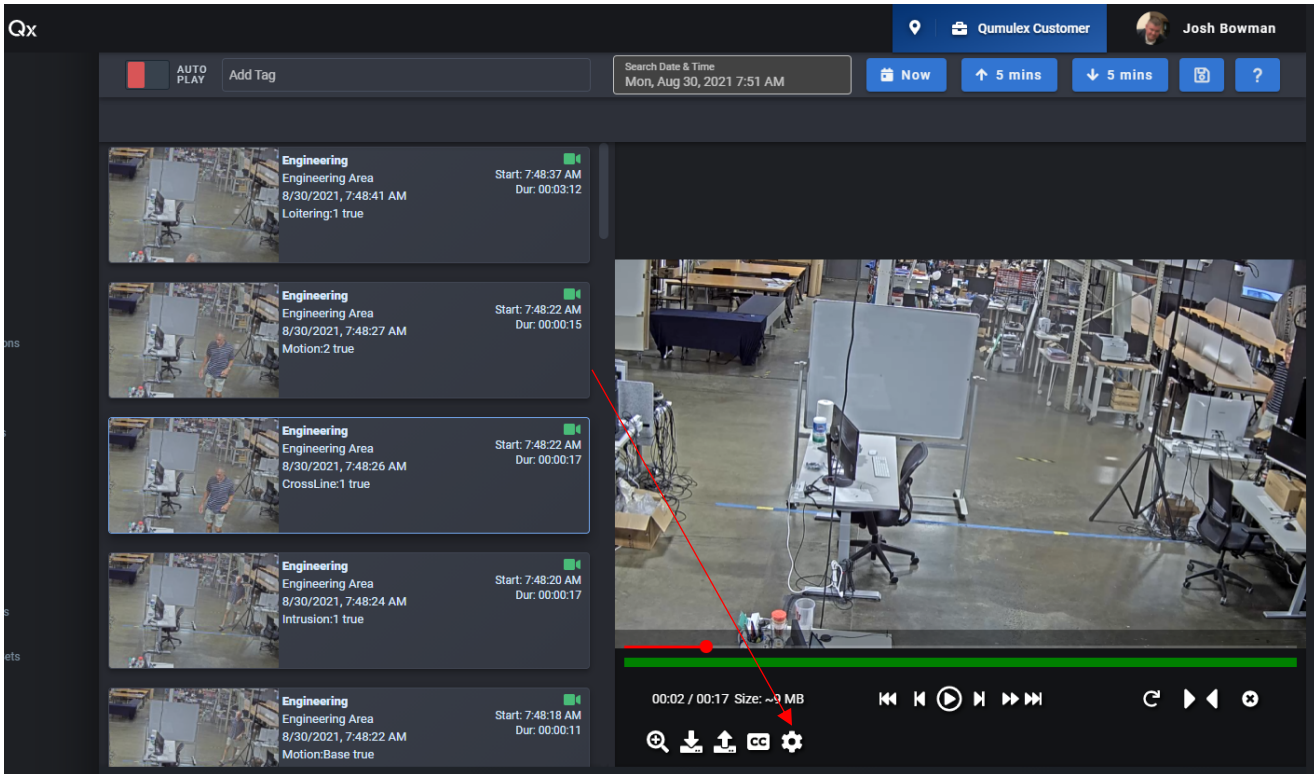 Qx
Qumulex Customer
Josh Bowman
AUTO
PLAY
Add Tag
Search Date & Time
Mon, Aug 30, 2021 7:51 AM
Now
5 mins
5 mins
?
Engineering
Engineering Area
8/30/2021, 7:48:41 AM
Loitering:1 true
Start: 7:48:37 AM
Dur: 00:03:12
Engineering
Engineering Area
8/30/2021, 7:48:27 AM
Motion:2 true
Start: 7:48:22 AM
Dur: 00:00:15
ons
Engineering
Engineering Area
8/30/2021, 7:48:26 AM
CrossLine:1 true
Start: 7:48:22 AM
Dur: 00:00:17
s
Engineering
Engineering Area
8/30/2021, 7:48:24 AM
Intrusion:1 true
Start: 7:48:20 AM
Dur: 00:00:17
s
ets
Engineering
Engineering Area
8/30/2021, 7:48:22 AM
Motion:Base true
Start: 7:48:18 AM
Dur: 00:00:11
00:02 / 00:17 Size: ~9 MB
CC